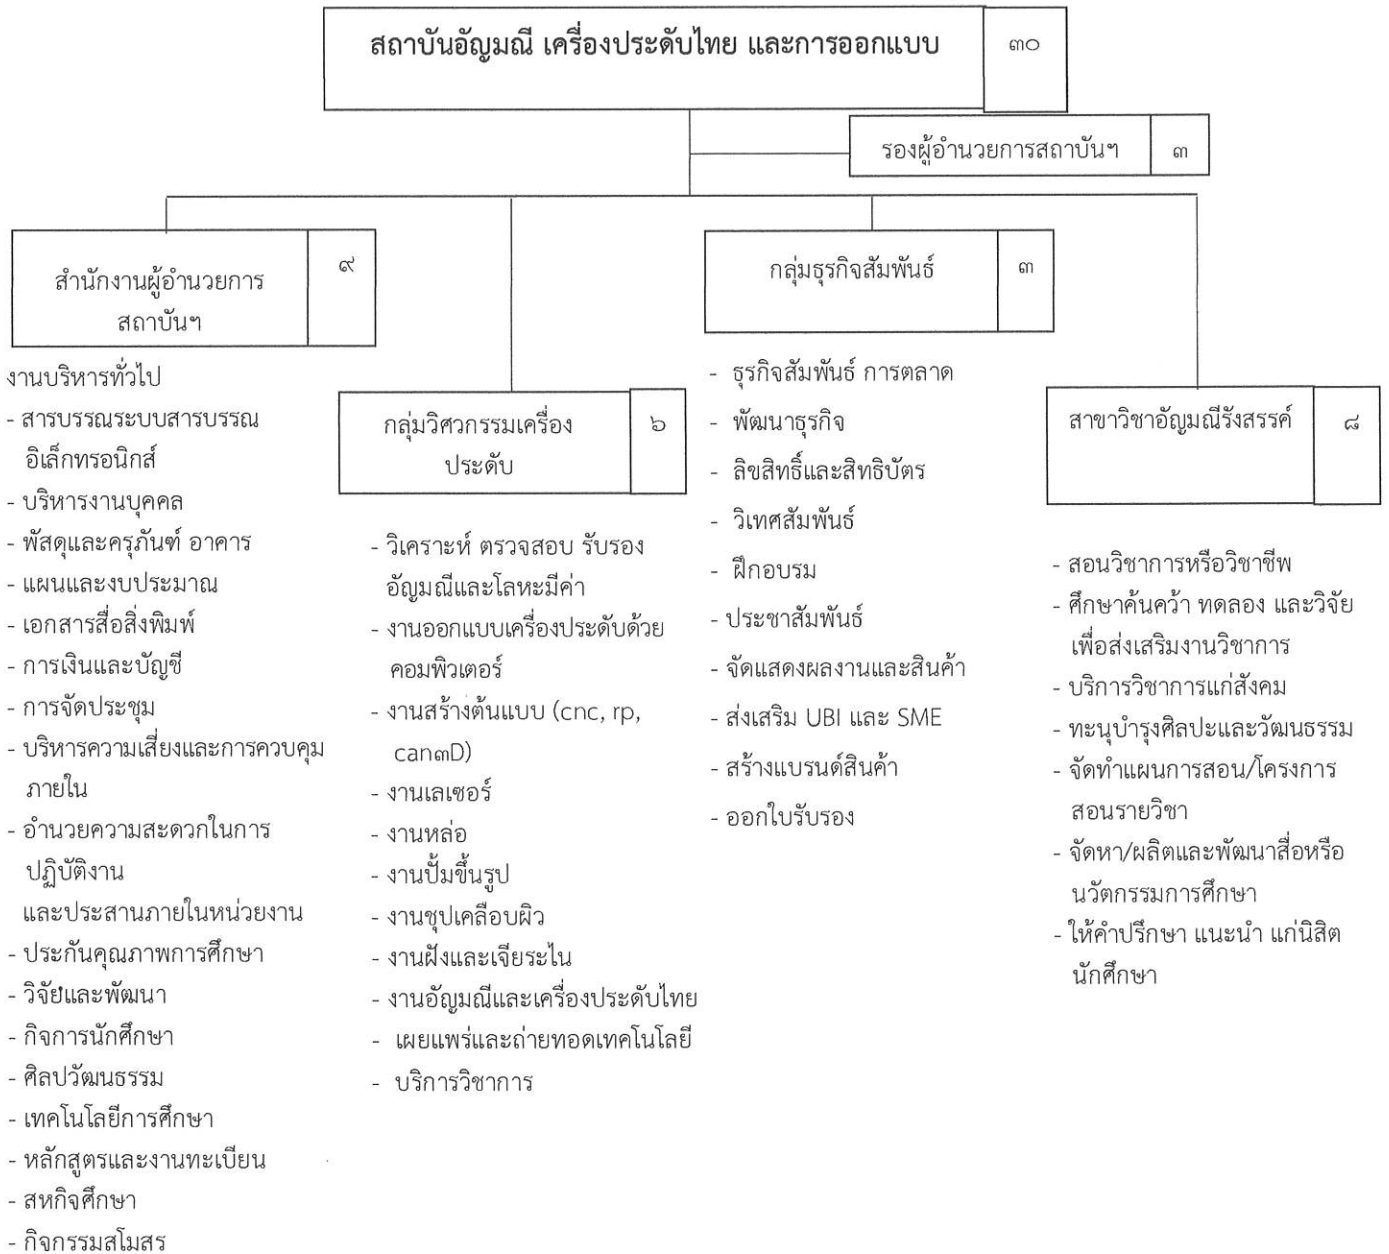 สถาบันอัญมณี เครื่องประดับไทย และการออกแบบ ๓๐
รองผู้อำนวยการสถาบันฯ ๓
สำนักงานผู้อำนวยการ ๙
สถาบันฯ
งานบริหารทั่วไป
- สารบรรณระบบสารบรรณ
อิเล็กทรอนิกส์
- บริหารงานบุคคล
- พัสดุและครุภันฑ์ อาคาร
- แผนและงบประมาณ
- เอกสารสื่อสิ่งพิมพ์
- การเงินและบัญชี
- การจัดประชุม
- บริหารความเสี่ยงและการควบคุม
ภายใน
- อำนวยความสะดวกในการ
ปฏิบัติงาน
และประสานภายในหน่วยงาน
- ประกันคุณภาพการศึกษา
- วิจัยและพัฒนา
- กิจการนักศึกษา
- ศิลปวัฒนธรรม
- เทคโนโลยีการศึกษา
- หลักสูตรและงานทะเบียน
- สหกิจศึกษา
- กิจกรรมสโมสร
กลุ่มวิศวกรรมเครื่อง ๖
ประดับ
- วิเคราะห์ ตรวจสอบ รับรอง
อัญมณีและโลหะมีค่า
- งานออกแบบเครื่องประดับด้วย
คอมพิวเตอร์
- งานสร้างต้นแบบ (cnc, rp,
can๓D)
- งานเลเซอร์
- งานหล่อ
- งานปั้มขึ้นรูป
- งานชุปเคลือบผิว
- งานฝังและเจียระไน
- งานอัญมณีและเครื่องประดับไทย
- เผยแพร่และถ่ายทอดเทคโนโลยี
- บริการวิชาการ
กลุ่มธุรกิจสัมพันธ์ ๓
- ธุรกิจสัมพันธ์ การตลาด
- พัฒนาธุรกิจ
- ลิขสิทธิ์และสิทธิบัตร
- วิเทศสัมพันธ์
- ฝึกอบรม
- ประชาสัมพันธ์
- จัดแสดงผลงานและสินค้า
- ส่งเสริม UBI และ SME
- สร้างแบรนด์สินค้า
- ออกใบรับรอง
สาขาวิชาอัญมณีรังสรรค์ ๘
- สอนวิชาการหรือวิชาชีพ
- ศึกษาค้นคว้า ทดลอง และวิจัย
เพื่อส่งเสริมงานวิชาการ
- บริการวิชาการแก่สังคม
- ทะนุบำรุงศิลปะและวัฒนธรรม
- จัดทำแผนการสอน/โครงการ
สอนรายวิชา
- จัดหา/ผลิตและพัฒนาสื่อหรือ
นวัตกรรมการศึกษา
- ให้คำปรึกษา แนะนำ แก่นิสิต
นักศึกษา